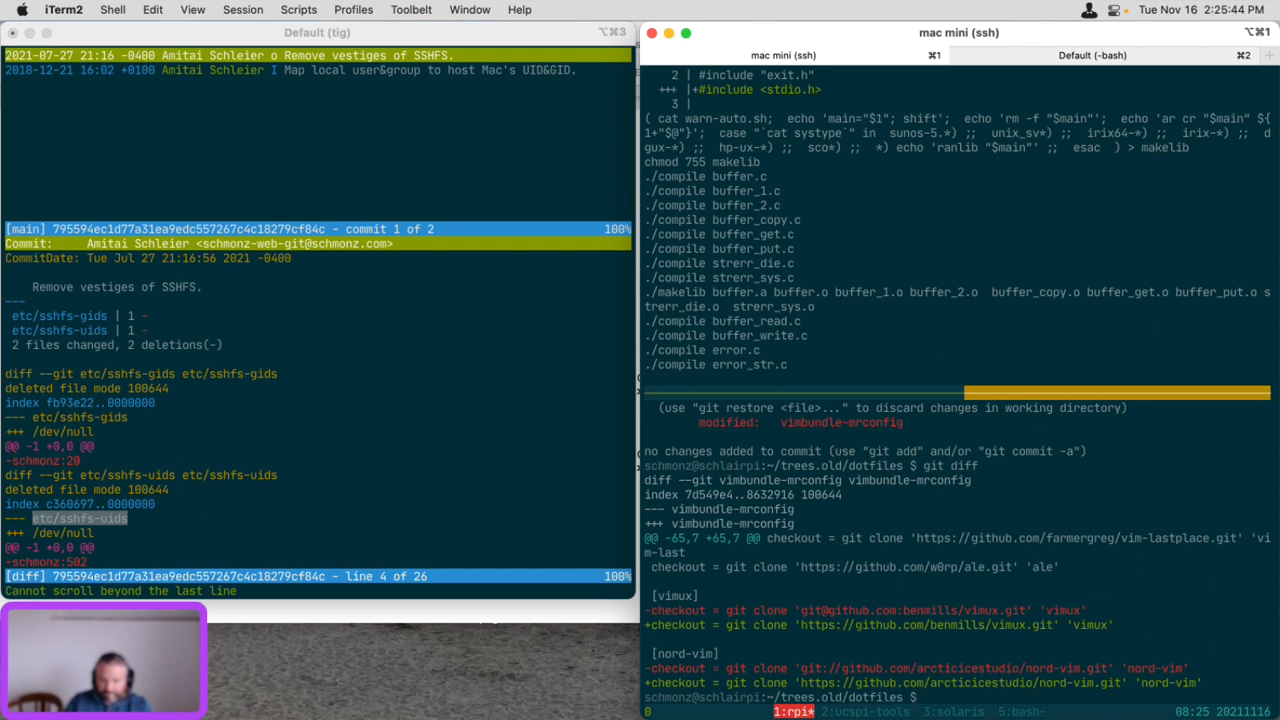 iTerm2 Shell Edit View Session Scripts Profiles Toolbelt Window Help Tue Nov 16 2:25:44 PM
Default (tig) ⌥⌘3
2021-07-27 21:16 -0400 Amitai Schleier o Remove vestiges of SSHFS.
2018-12-21 16:02 +0100 Amitai Schleier I Map local user&group to host Mac's UID&GID.
[main] 795594ec1d77a31ea9edc557267c4c18279cf84c - commit 1 of 2 100%
Commit: Amitai Schleier <schmonz-web-git@schmonz.com>
CommitDate: Tue Jul 27 21:16:56 2021 -0400
Remove vestiges of SSHFS.
---
etc/sshfs-gids | 1 -
etc/sshfs-uids | 1 -
2 files changed, 2 deletions(-)
diff --git etc/sshfs-gids etc/sshfs-gids
deleted file mode 100644
index fb93e22..0000000
--- etc/sshfs-gids
+++ /dev/null
@@ -1 +0,0 @@
-schmonz:20
diff --git etc/sshfs-uids etc/sshfs-uids
deleted file mode 100644
index c360697..0000000
--- etc/sshfs-uids
+++ /dev/null
@@ -1 +0,0 @@
-schmonz:502
[diff] 795594ec1d77a31ea9edc557267c4c18279cf84c - line 4 of 26 100%
Cannot scroll beyond the last line
mac mini (ssh) ⌥⌘1
mac mini (ssh) ⌘1 Default (-bash) ⌘2 +
2 | #include "exit.h"
+++ |+#include <stdio.h>
3 |
( cat warn-auto.sh; echo 'main="$1"; shift'; echo 'rm -f "$main"'; echo 'ar cr "$main" ${
1+"$@"}'; case "`cat systype`" in sunos-5.*) ;; unix_sv*) ;; irix64-*) ;; irix-*) ;; d
gux-*) ;; hp-ux-*) ;; sco*) ;; *) echo 'ranlib "$main"' ;; esac ) > makelib
chmod 755 makelib
./compile buffer.c
./compile buffer_1.c
./compile buffer_2.c
./compile buffer_copy.c
./compile buffer_get.c
./compile buffer_put.c
./compile strerr_die.c
./compile strerr_sys.c
./makelib buffer.a buffer.o buffer_1.o buffer_2.o buffer_copy.o buffer_get.o buffer_put.o s
trerr_die.o strerr_sys.o
./compile buffer_read.c
./compile buffer_write.c
./compile error.c
./compile error_str.c
(use "git restore <file>..." to discard changes in working directory)
modified: vimbundle-mrconfig
no changes added to commit (use "git add" and/or "git commit -a")
schmonz@schlairpi:~/trees.old/dotfiles $ git diff
diff --git vimbundle-mrconfig vimbundle-mrconfig
index 7d549e4..8632916 100644
--- vimbundle-mrconfig
+++ vimbundle-mrconfig
@@ -65,7 +65,7 @@ checkout = git clone 'https://github.com/farmergreg/vim-lastplace.git' 'vi
m-last
checkout = git clone 'https://github.com/w0rp/ale.git' 'ale'
[vimux]
-checkout = git clone 'git@github.com:benmills/vimux.git' 'vimux'
+checkout = git clone 'https://github.com/benmills/vimux.git' 'vimux'
[nord-vim]
-checkout = git clone 'git://github.com/arcticicestudio/nord-vim.git' 'nord-vim'
+checkout = git clone 'https://github.com/arcticicestudio/nord-vim.git' 'nord-vim'
schmonz@schlairpi:~/trees.old/dotfiles $
0 1:rpi* 2:ucspi-tools 3:solaris 5:bash- 08:25 20211116